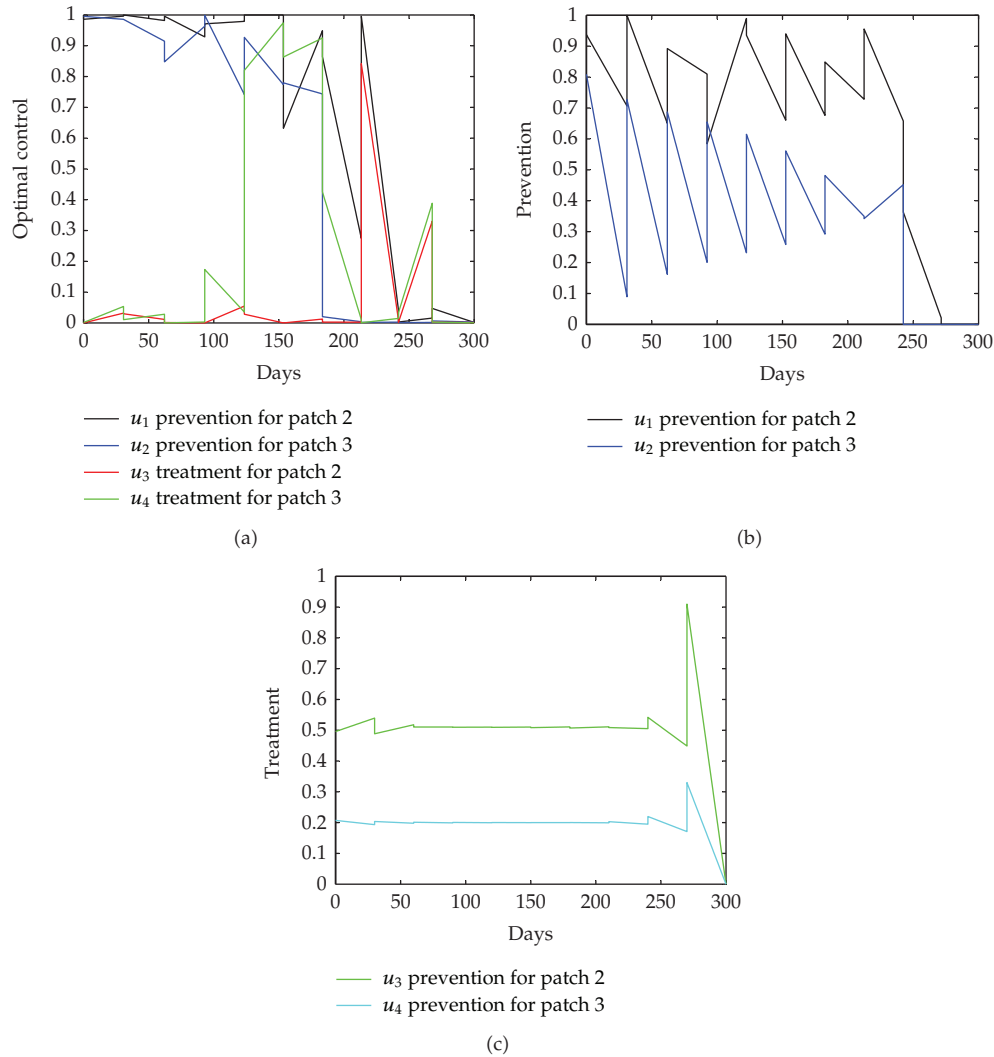 1
0.9
0.8
0.7
0.6
0.5
0.4
0.3
0.2
0.1
0
Optimal control
0 50 100 150 200 250 300
Days
u₁ prevention for patch 2
u₂ prevention for patch 3
u₃ treatment for patch 2
u₄ treatment for patch 3
(a)
1
0.9
0.8
0.7
0.6
0.5
0.4
0.3
0.2
0.1
0
Prevention
0 50 100 150 200 250 300
Days
u₁ prevention for patch 2
u₂ prevention for patch 3
(b)
1
0.9
0.8
0.7
0.6
0.5
0.4
0.3
0.2
0.1
0
Treatment
0 50 100 150 200 250 300
Days
u₃ prevention for patch 2
u₄ prevention for patch 3
(c)